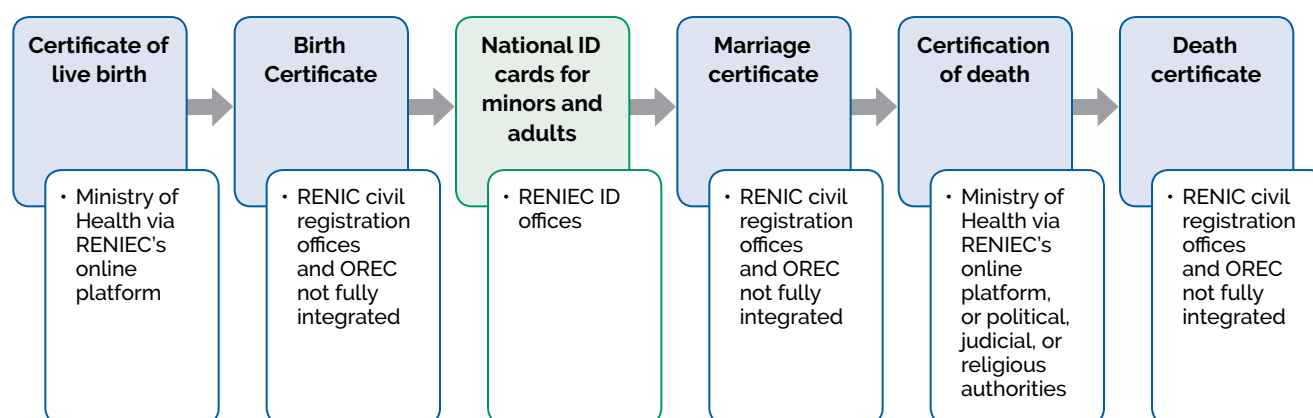 Certificate of
live birth
• Ministry of
Health via
RENIEC's
online
platform
Birth
Certificate
• RENIC civil
registration
offices
and OREC
not fully
integrated
National ID
cards for
minors and
adults
• RENIEC ID
offices
Marriage
certificate
• RENIC civil
registration
offices
and OREC
not fully
integrated
Certification
of death
• Ministry of
Health via
RENIEC's
online
platform,
or political,
judicial, or
religious
authorities
Death
certificate
• RENIC civil
registration
offices
and OREC
not fully
integrated